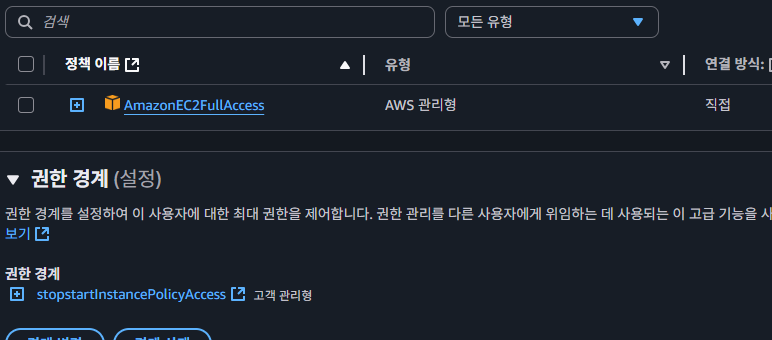 검색
모든 유형
정책 이름
유형
연결 방식:
AmazonEC2FullAccess
AWS 관리형
직접
권한 경계 (설정)
권한 경계를 설정하여 이 사용자에 대한 최대 권한을 제어합니다. 권한 관리를 다른 사용자에게 위임하는 데 사용되는 이 고급 기능을 사
보기
권한 경계
stopstartInstancePolicyAccess
고객 관리형